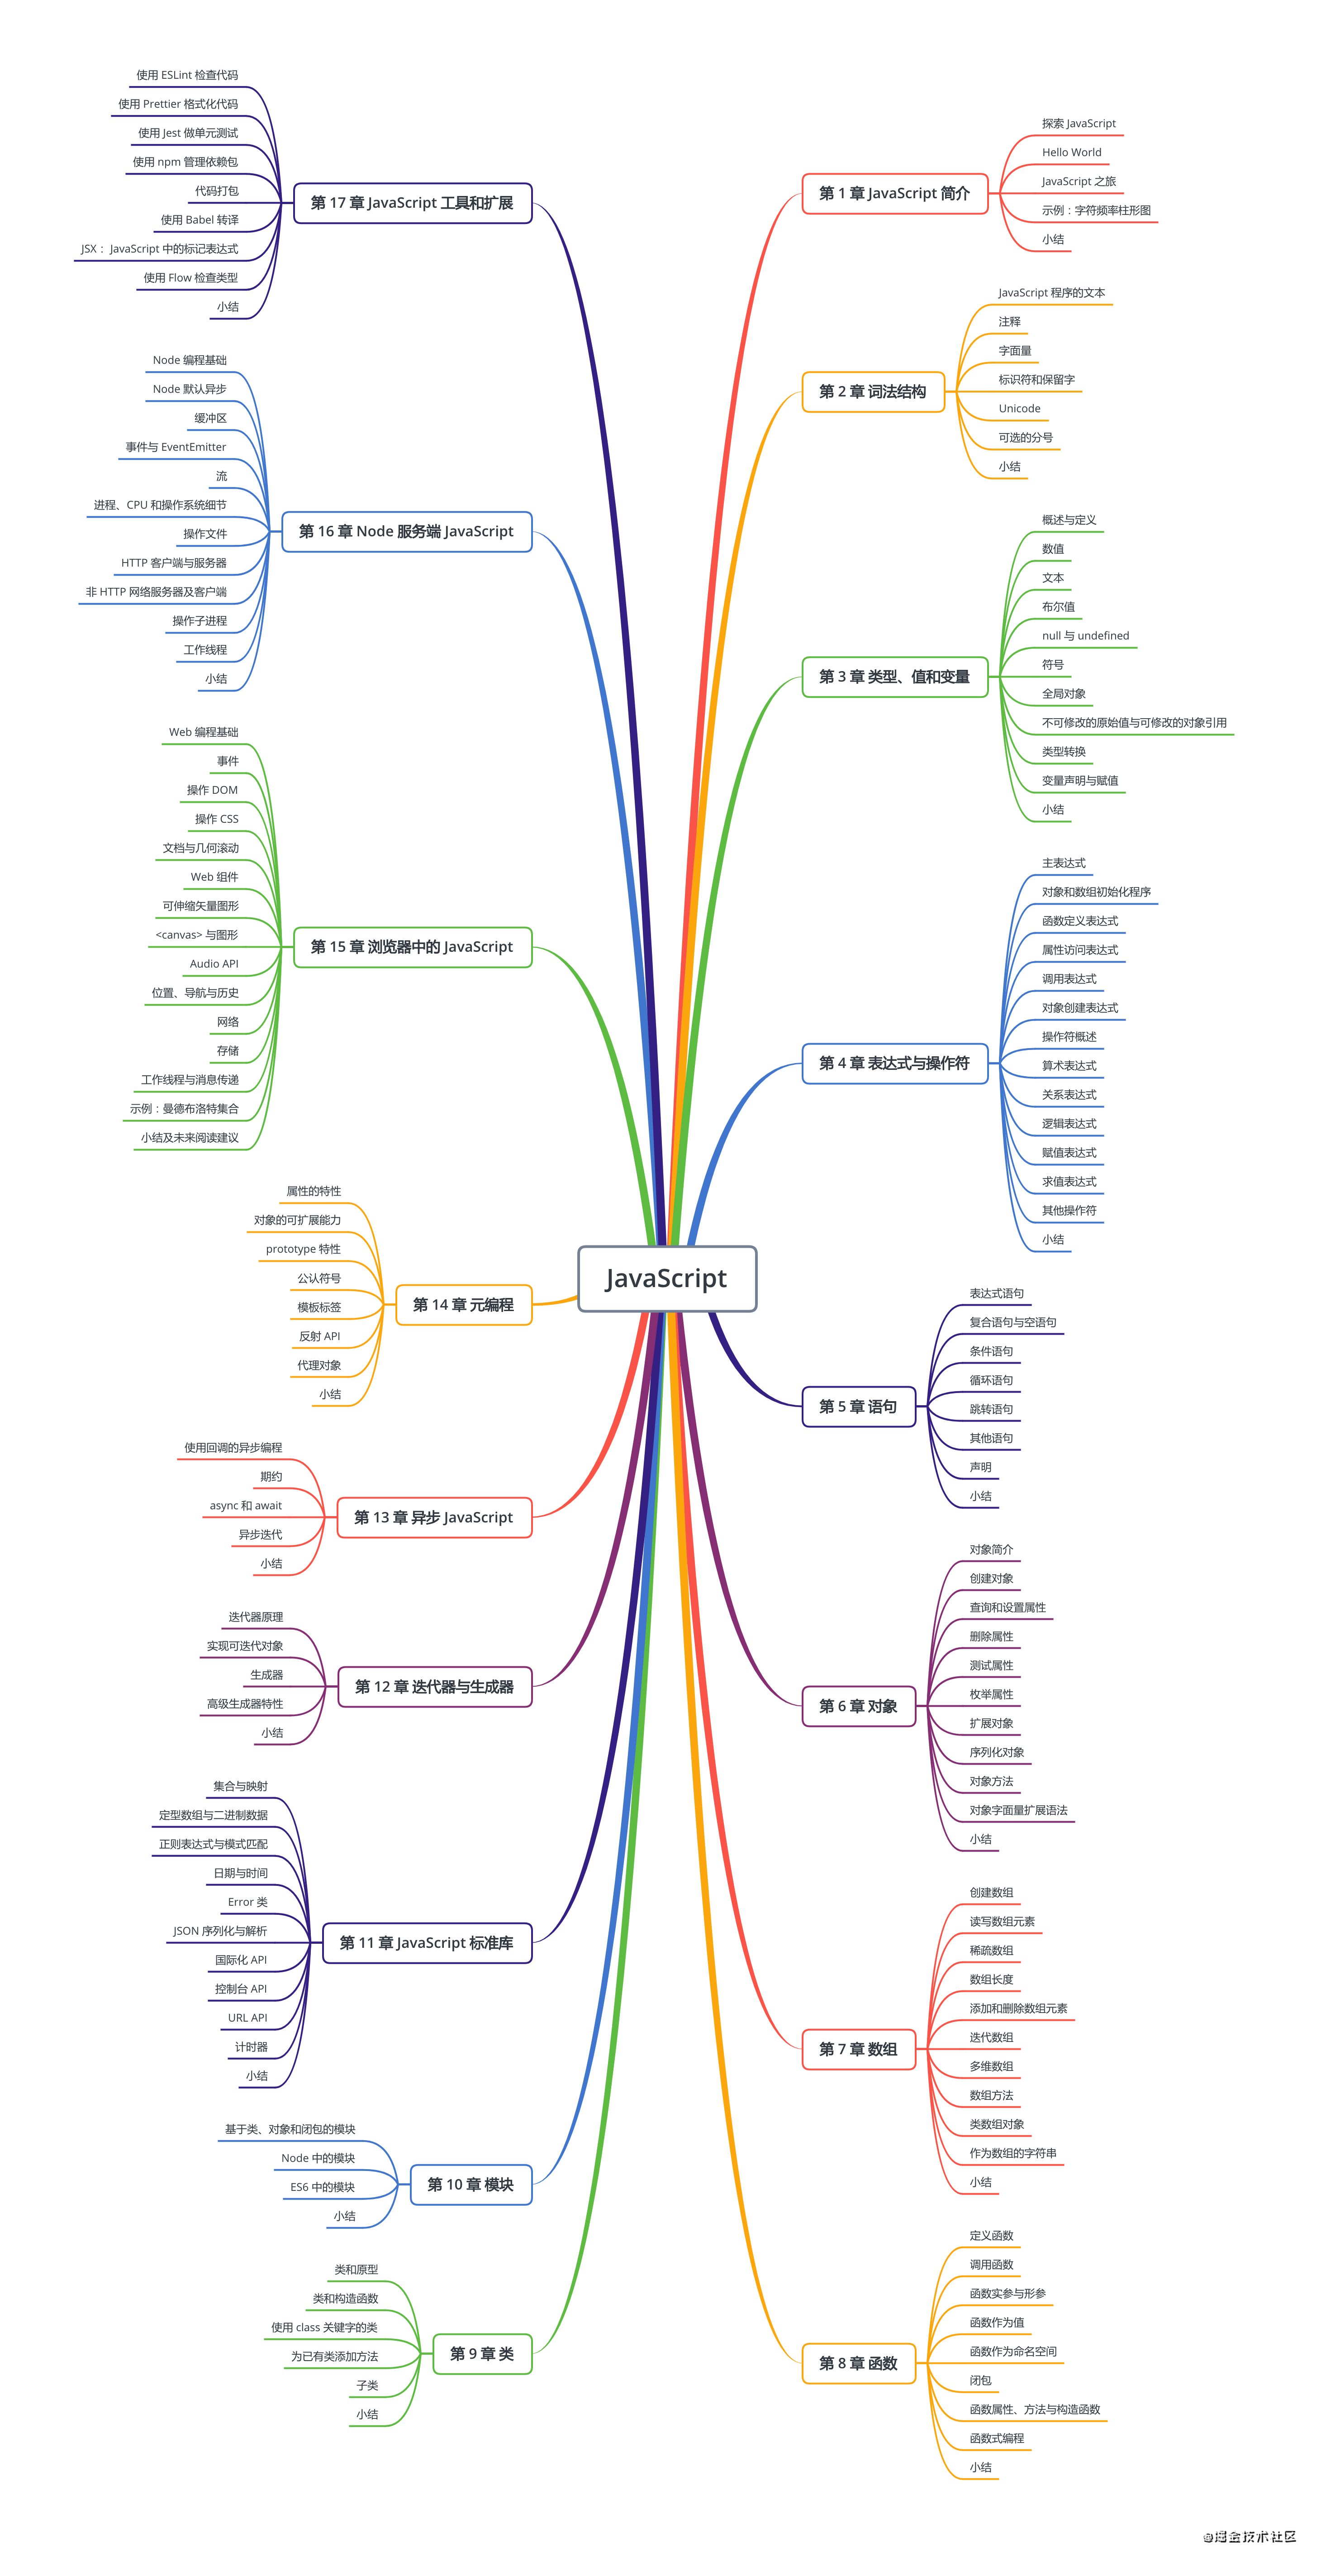 JavaScript
第 1 章 JavaScript 简介
探索 JavaScript
Hello World
JavaScript 之旅
示例：字符频率柱形图
小结
第 2 章 词法结构
JavaScript 程序的文本
注释
字面量
标识符和保留字
Unicode
可选的分号
小结
第 3 章 类型、值和变量
概述与定义
数值
文本
布尔值
null 与 undefined
符号
全局对象
不可修改的原始值与可修改的对象引用
类型转换
变量声明与赋值
小结
第 4 章 表达式与操作符
主表达式
对象和数组初始化程序
函数定义表达式
属性访问表达式
调用表达式
对象创建表达式
操作符概述
算术表达式
关系表达式
逻辑表达式
赋值表达式
求值表达式
其他操作符
小结
第 5 章 语句
表达式语句
复合语句与空语句
条件语句
循环语句
跳转语句
其他语句
声明
小结
第 6 章 对象
对象简介
创建对象
查询和设置属性
删除属性
测试属性
枚举属性
扩展对象
序列化对象
对象方法
对象字面量扩展语法
小结
第 7 章 数组
创建数组
读写数组元素
稀疏数组
数组长度
添加和删除数组元素
迭代数组
多维数组
数组方法
类数组对象
作为数组的字符串
小结
第 8 章 函数
定义函数
调用函数
函数实参与形参
函数作为值
函数作为命名空间
闭包
函数属性、方法与构造函数
函数式编程
小结
第 17 章 JavaScript 工具和扩展
使用 ESLint 检查代码
使用 Prettier 格式化代码
使用 Jest 做单元测试
使用 npm 管理依赖包
代码打包
使用 Babel 转译
JSX： JavaScript 中的标记表达式
使用 Flow 检查类型
小结
第 16 章 Node 服务端 JavaScript
Node 编程基础
Node 默认异步
缓冲区
事件与 EventEmitter
流
进程、CPU 和操作系统细节
操作文件
HTTP 客户端与服务器
非 HTTP 网络服务器及客户端
操作子进程
工作线程
小结
第 15 章 浏览器中的 JavaScript
Web 编程基础
事件
操作 DOM
操作 CSS
文档与几何滚动
Web 组件
可伸缩矢量图形
<canvas> 与图形
Audio API
位置、导航与历史
网络
存储
工作线程与消息传递
示例：曼德布洛特集合
小结及未来阅读建议
第 14 章 元编程
属性的特性
对象的可扩展能力
prototype 特性
公认符号
模板标签
反射 API
代理对象
小结
第 13 章 异步 JavaScript
使用回调的异步编程
期约
async 和 await
异步迭代
小结
第 12 章 迭代器与生成器
迭代器原理
实现可迭代对象
生成器
高级生成器特性
小结
第 11 章 JavaScript 标准库
集合与映射
定型数组与二进制数据
正则表达式与模式匹配
日期与时间
Error 类
JSON 序列化与解析
国际化 API
控制台 API
URL API
计时器
小结
第 10 章 模块
基于类、对象和闭包的模块
Node 中的模块
ES6 中的模块
小结
第 9 章 类
类和原型
类和构造函数
使用 class 关键字的类
为已有类添加方法
子类
小结
@掘金技术社区